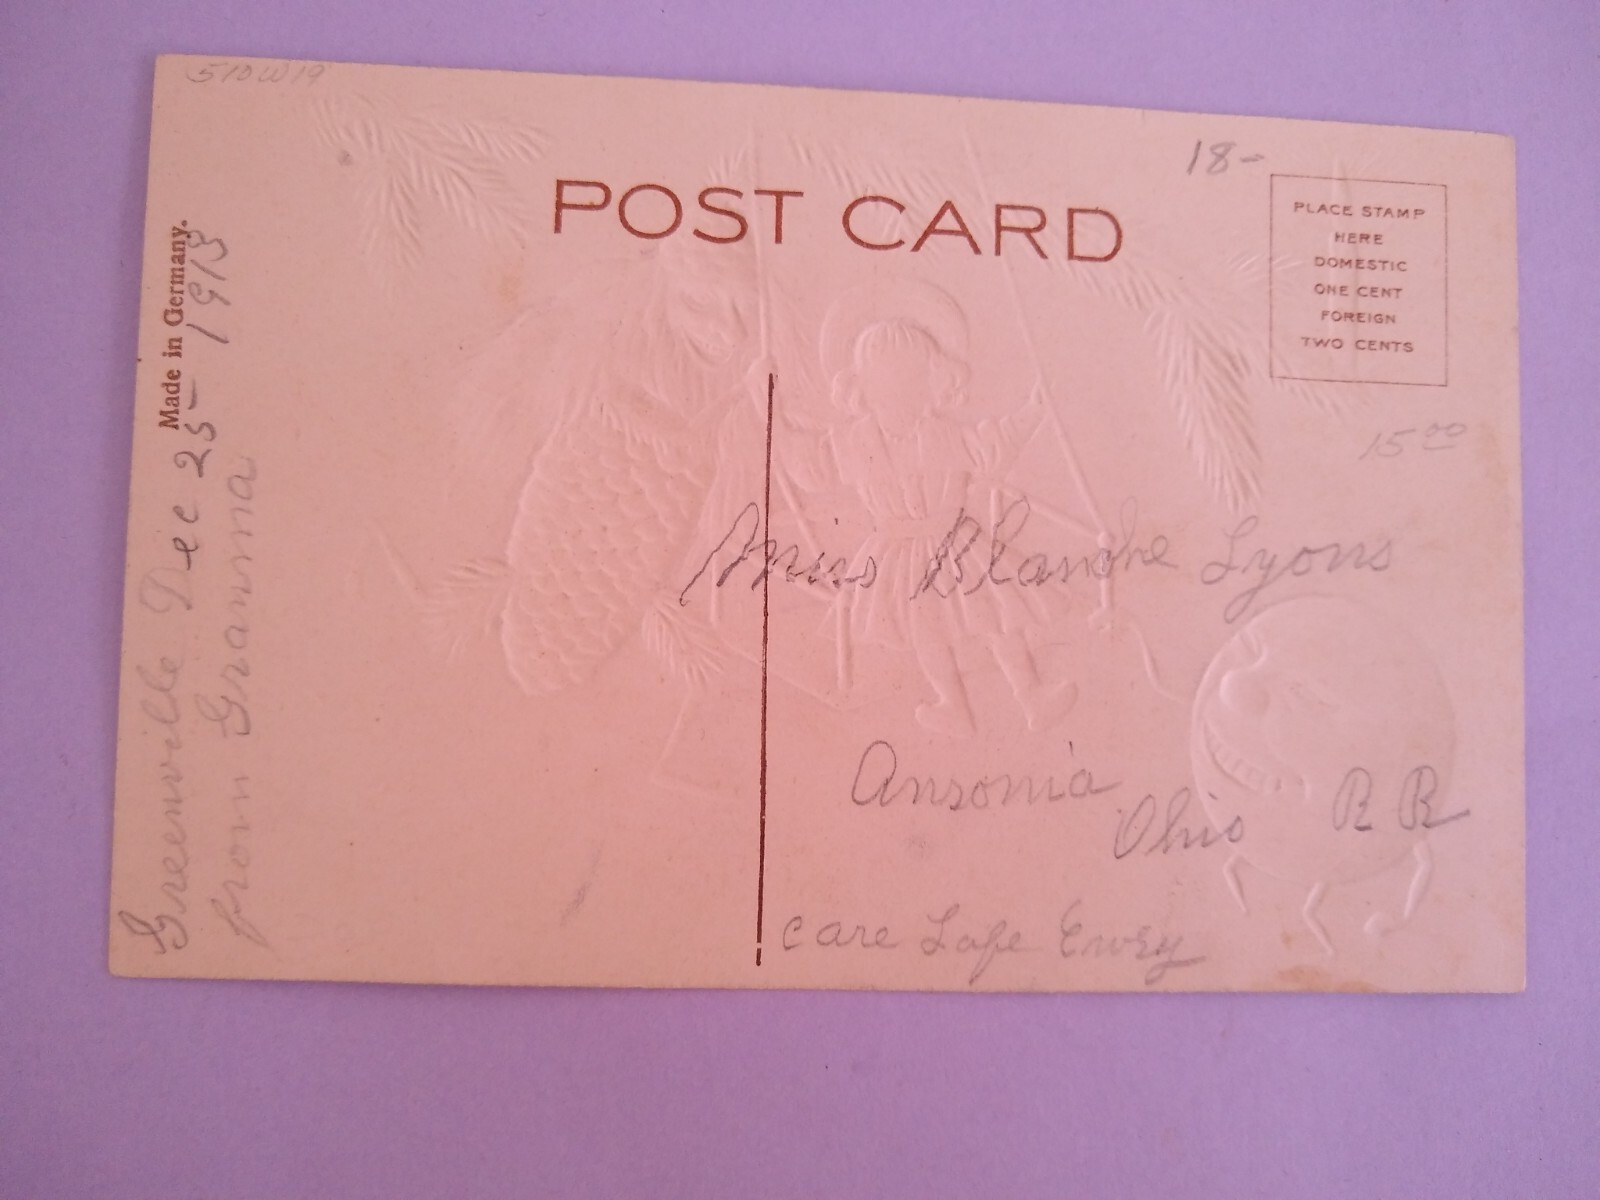 510W19
18-
POST CARD
PLACE STAMP
HERE
DOMESTIC
ONE CENT
FOREIGN
TWO CENTS
15 00
Made in Germany.
Greenville Dec 25 - 1913
from Gramma
Miss Blanche Lyons
Ansonia
Ohio R R
care Lafe